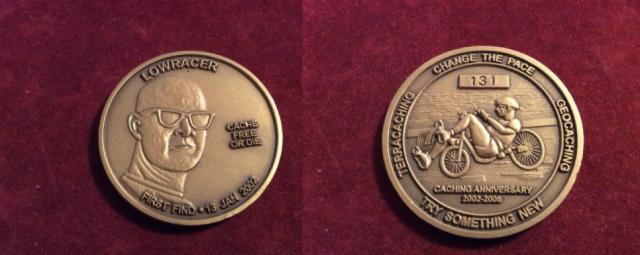 LOWRACER
CACHE
FREE
OR DIE
FIRST FIND • 13 JAN 2002
CHANGE THE PACE
131
TERRACACHING
GEOCACHING
CACHING ANNIVERSARY
2002-2006
TRY SOMETHING NEW